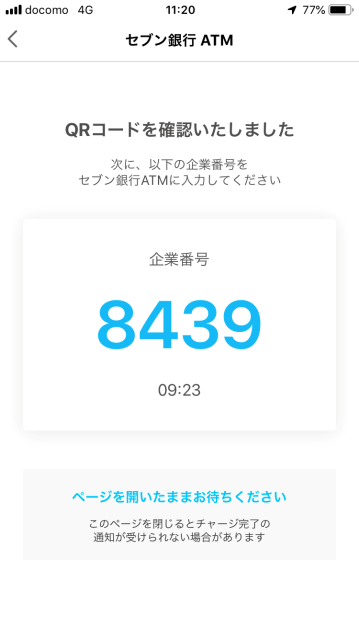 docomo 4G 11:20 77%
セブン銀行 ATM
QRコードを確認いたしました
次に、以下の企業番号を
セブン銀行ATMに入力してください
企業番号
8439
09:23
ページを開いたままお待ちください
このページを閉じるとチャージ完了の
通知が受けられない場合があります